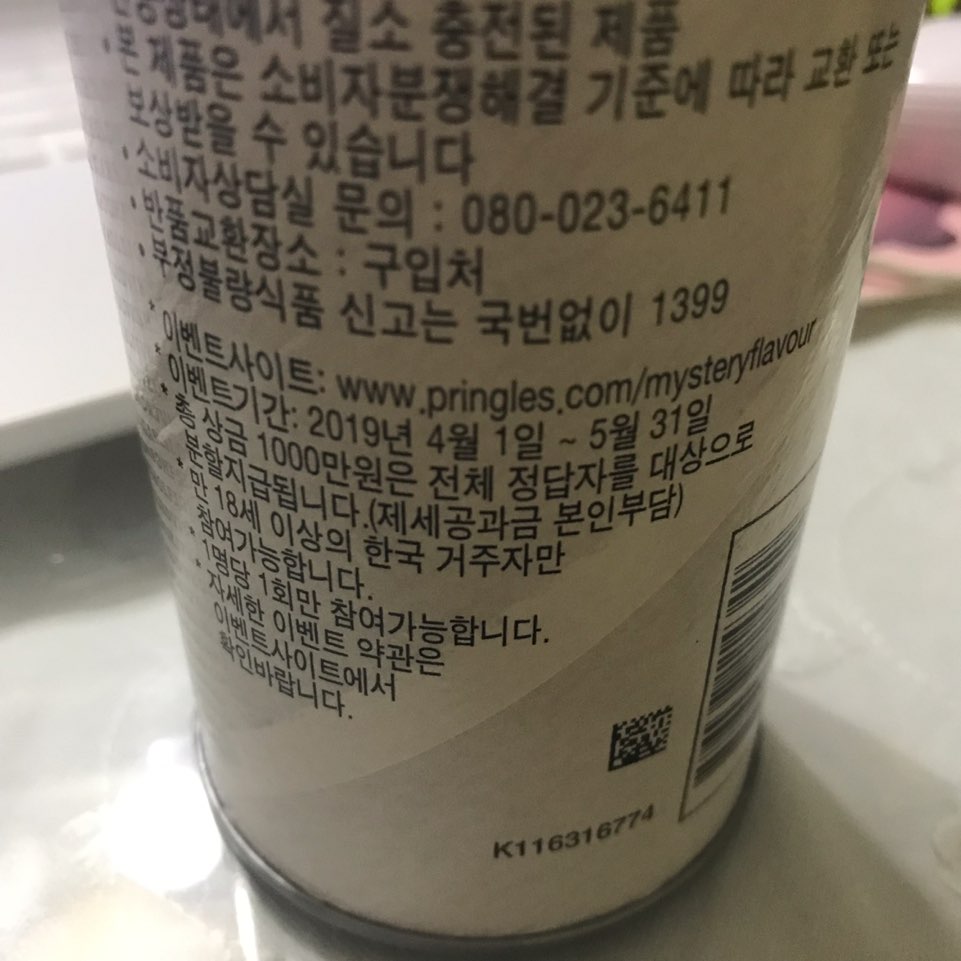 질소 충전된 제품
• 본 제품은 소비자분쟁해결 기준에 따라 교환 또는
보상받을 수 있습니다
• 소비자상담실 문의 : 080-023-6411
• 반품교환장소 : 구입처
• 부정불량식품 신고는 국번없이 1399
* 이벤트사이트: www.pringles.com/mysteryflavour
* 이벤트기간: 2019년 4월 1일 ~ 5월 31일
* 총 상금 1000만원은 전체 정답자를 대상으로
분할지급됩니다.(제세공과금 본인부담)
* 만 18세 이상의 한국 거주자만
참여가능합니다.
* 1명당 1회만 참여가능합니다.
* 자세한 이벤트 약관은
이벤트사이트에서
확인바랍니다.
K116316774